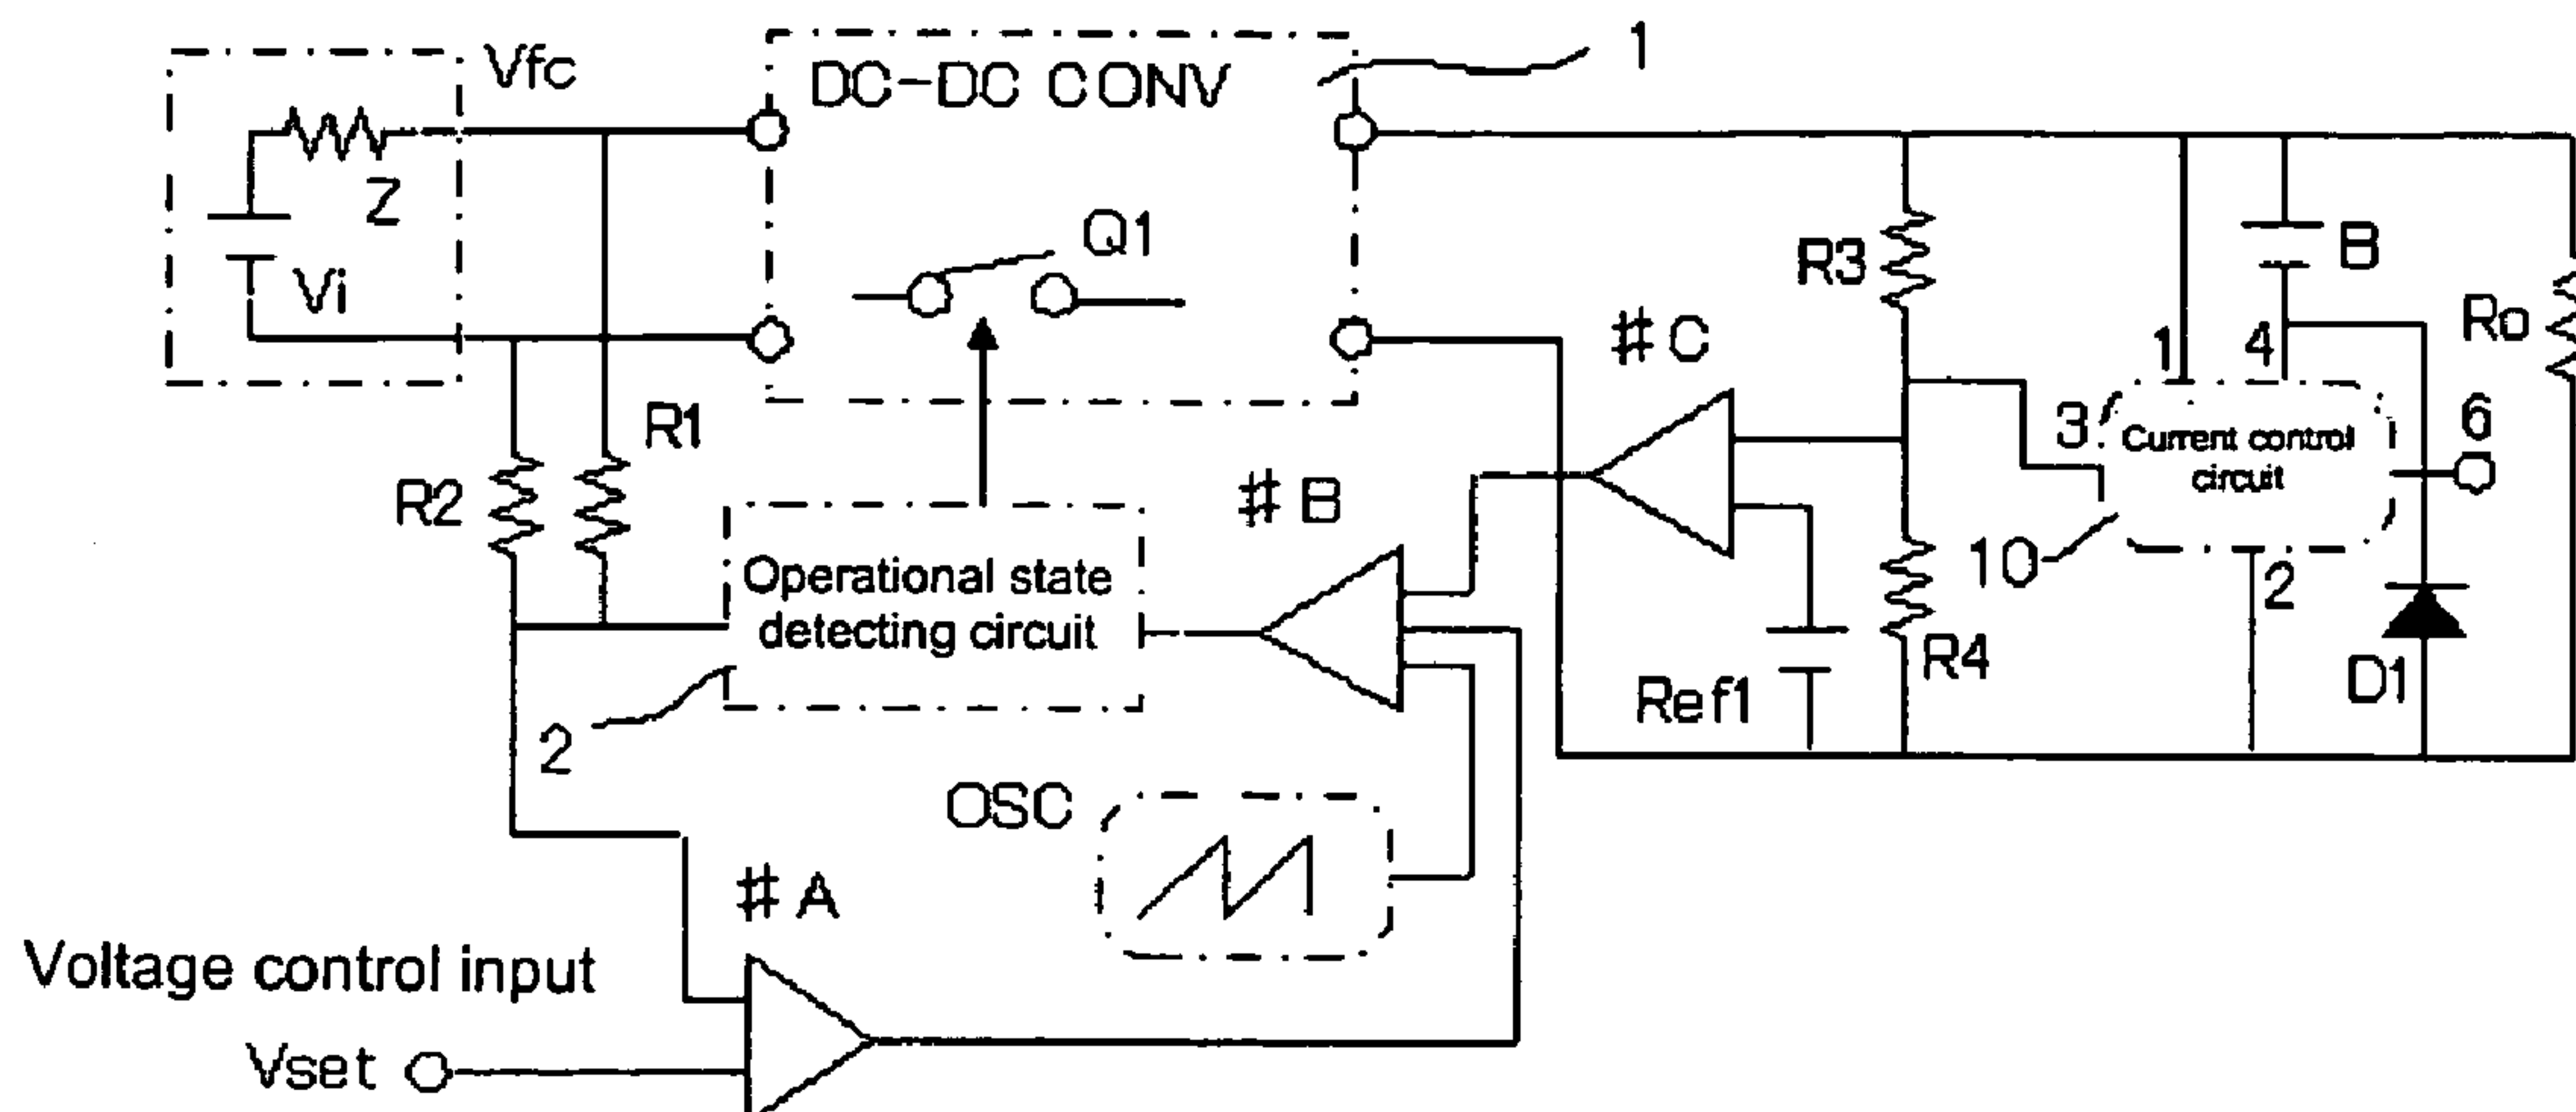 Vfc
DC-DC CONV
1
Z
Vi
Q1
R3
B
Ro
#C
1
4
R1
3
Current control
circuit
6
R2
#B
Operational state
detecting circuit
10
2
R4
D1
Ref1
2
OSC
#A
Voltage control input
Vset